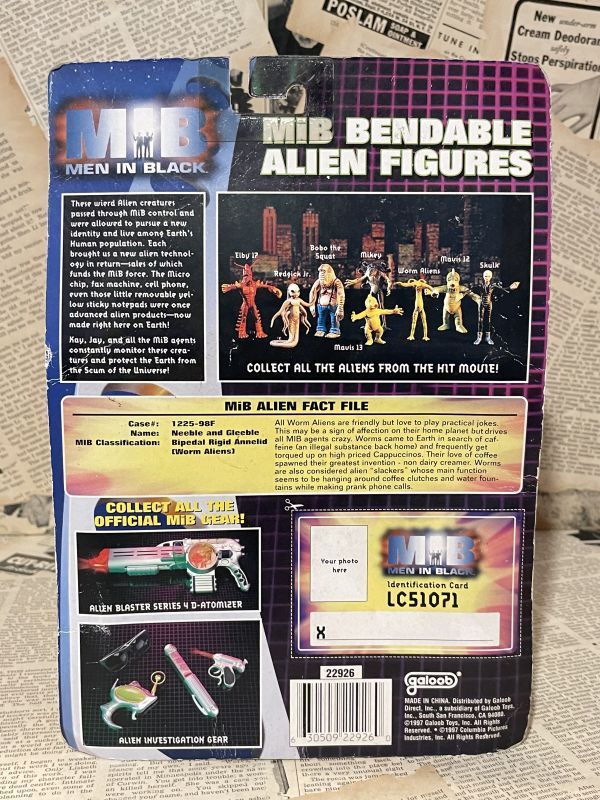 POSLAM SOAP &
OINTMENT
TUNE IN
New under-arm
Cream Deodorant
safely
Stops Perspiration
MIB
MEN IN BLACK
MIB BENDABLE
ALIEN FIGURES
These wierd Alien creatures
passed through MIB control and
were allowed to pursue a new
identity and live among Earth's
Human population. Each
brought us a new alien technol-
ogy in return—sales of which
funds the MIB force. The Micro
chip, fax machine, cell phone,
even those little removable yel-
low sticky notepads were once
advanced alien products—now
made right here on Earth!
Kay, Jay, and all the MIB agents
constantly monitor these crea-
tures and protect the Earth from
the Scum of the Universe!
Elby 17
Redgick Jr.
Bobo the
Squat
Mikey
Worm Aliens
Mavis 12
Skulk
Mavis 13
COLLECT ALL THE ALIENS FROM THE HIT MOVIE!
MiB ALIEN FACT FILE
Case#: 1225-98F
Name: Neeble and Gleeble
MIB Classification: Bipedal Rigid Annelid
(Worm Aliens)
All Worm Aliens are friendly but love to play practical jokes.
This may be a sign of affection on their home planet but drives
all MIB agents crazy. Worms came to Earth in search of caf-
feine (an illegal substance back home) and frequently get
torqued up on high priced Cappuccinos. Their love of coffee
spawned their greatest invention - non dairy creamer. Worms
are also considered alien "slackers" whose main function
seems to be hanging around coffee clutches and water foun-
tains while making prank phone calls.
COLLECT ALL THE
OFFICIAL MiB GEAR!
ALIEN BLASTER SERIES 4 D-ATOMIZER
ALIEN INVESTIGATION GEAR
Your photo
here
MIB
MEN IN BLACK
Identification Card
LC51071
X
22926
6 30509 22926 0
galoob
MADE IN CHINA. Distributed by Galoob
Direct, Inc., a subsidiary of Galoob Toys,
Inc., South San Francisco, CA 94080.
©1997 Galoob Toys, Inc. All Rights
Reserved. • ©1997 Columbia Pictures
Industries, Inc. All Rights Reserved.